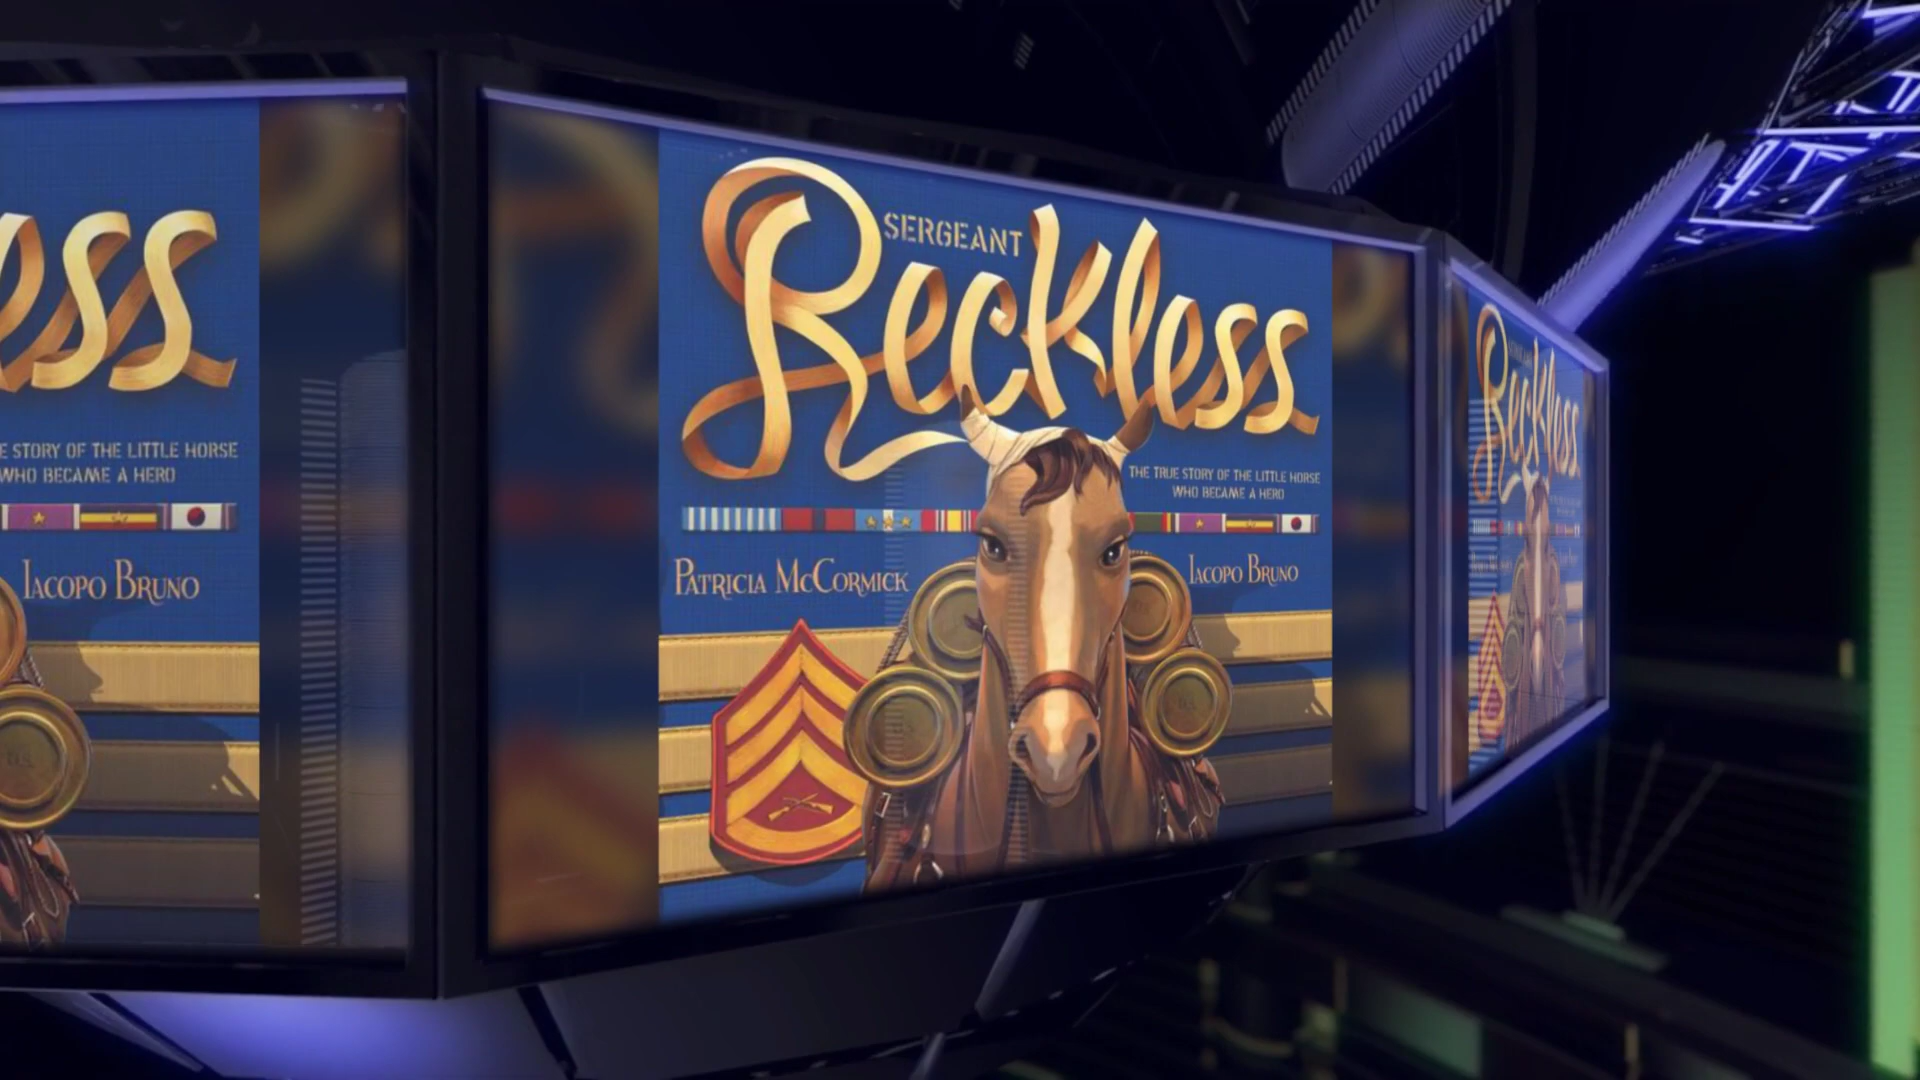 ess
E STORY OF THE LITTLE HORSE
WHO BECAME A HERO
IACOPO BRUNO
SERGEANT
Reckless
THE TRUE STORY OF THE LITTLE HORSE
WHO BECAME A HERO
PATRICIA McCORMICK
IACOPO BRUNO
Reckless